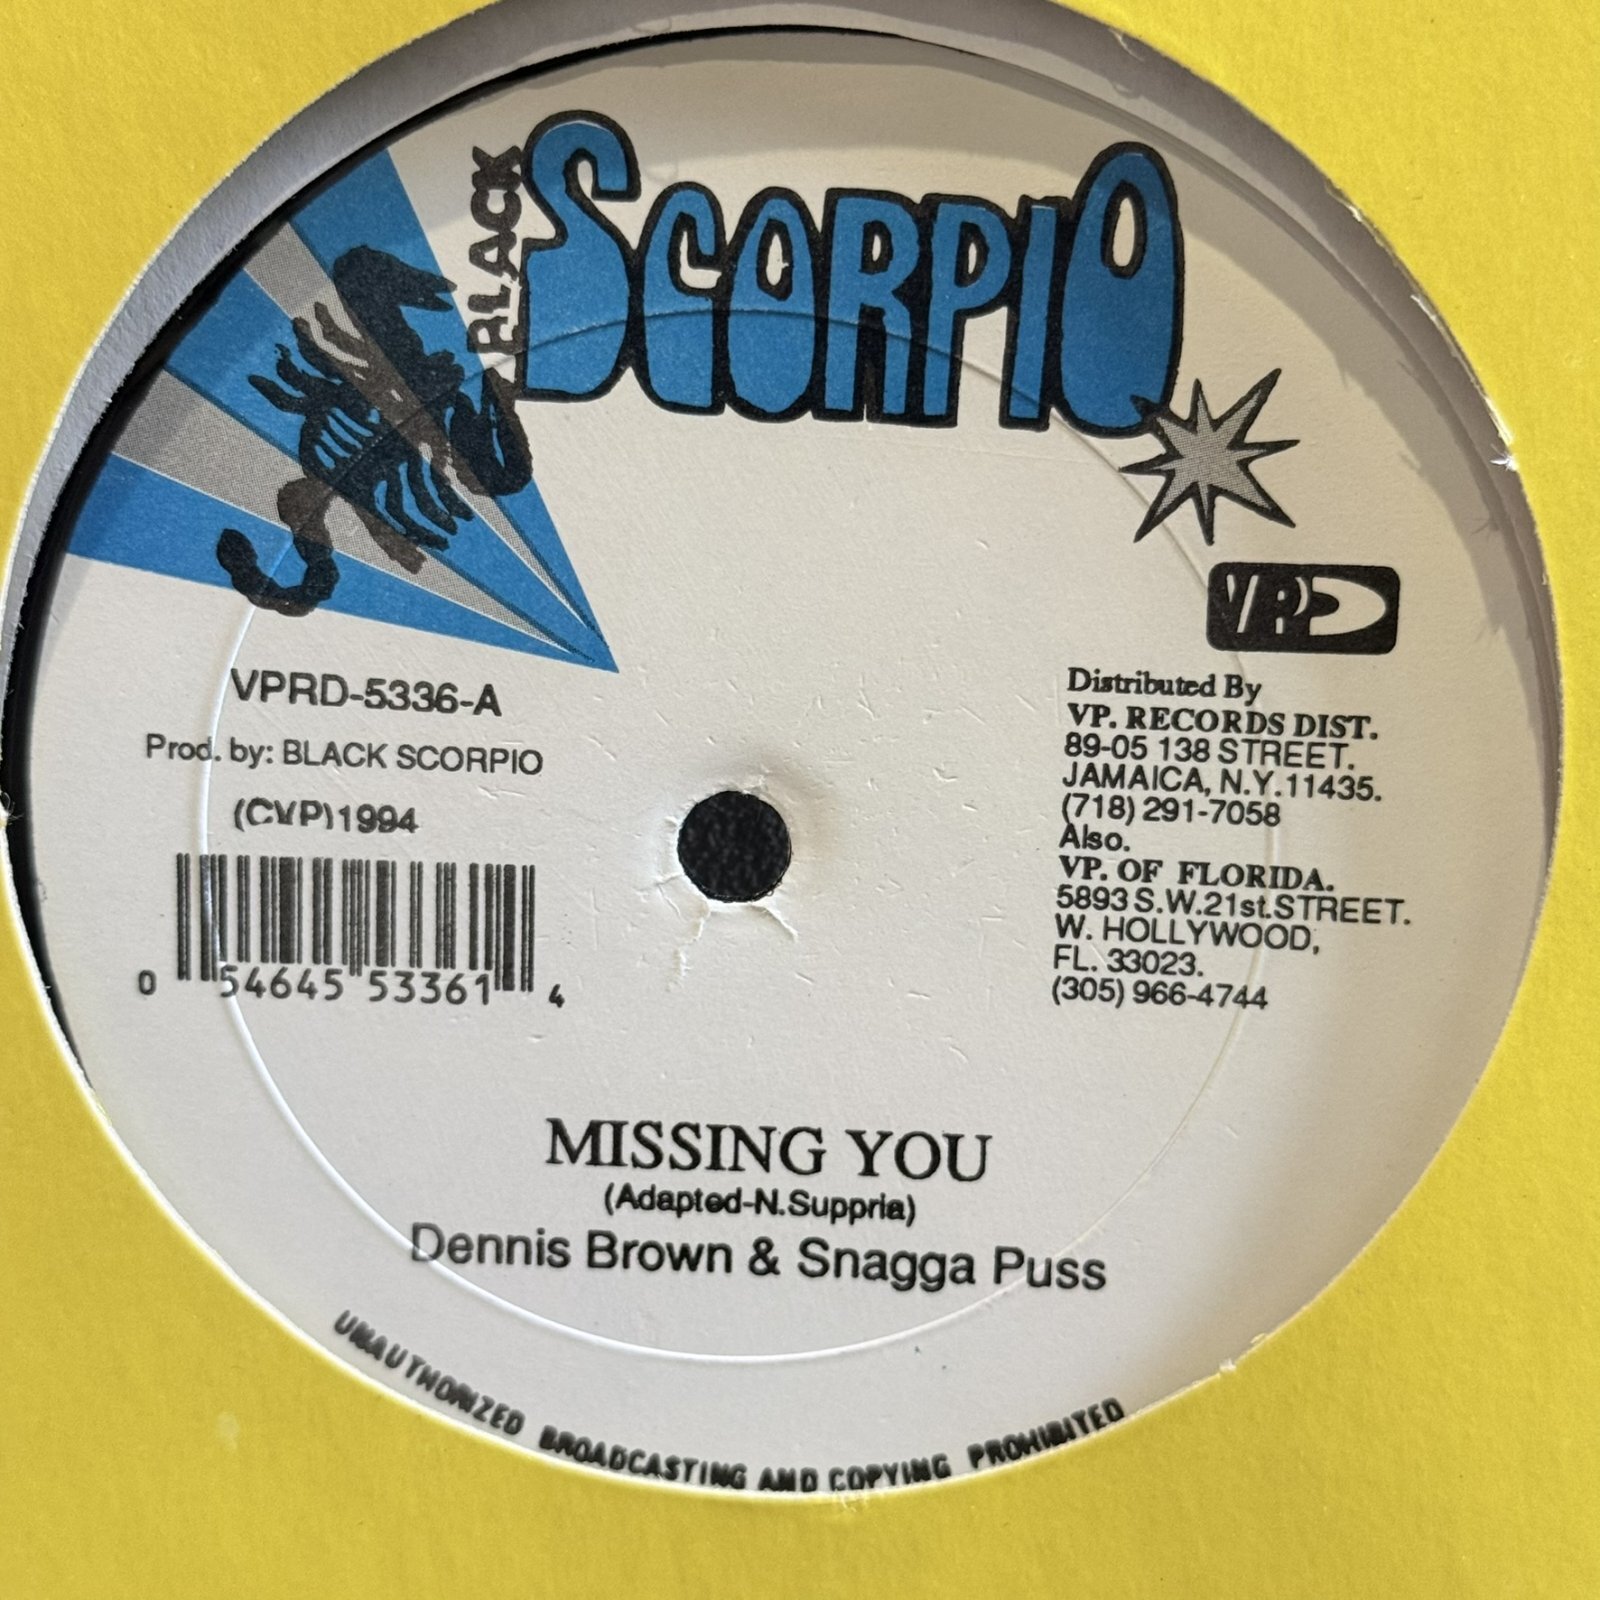 BLACK
SCORPIO
VP
VPRD-5336-A
Prod. by: BLACK SCORPIO
(CVP)1994
0 54645 53361 4
Distributed By
VP. RECORDS DIST.
89-05 138 STREET.
JAMAICA, N.Y.11435.
(718) 291-7058
Also.
VP. OF FLORIDA.
5893 S.W.21st.STREET.
W. HOLLYWOOD,
FL. 33023.
(305) 966-4744
MISSING YOU
(Adapted-N.Suppria)
Dennis Brown & Snagga Puss
UNAUTHORIZED BROADCASTING AND COPYING PROHIBITED